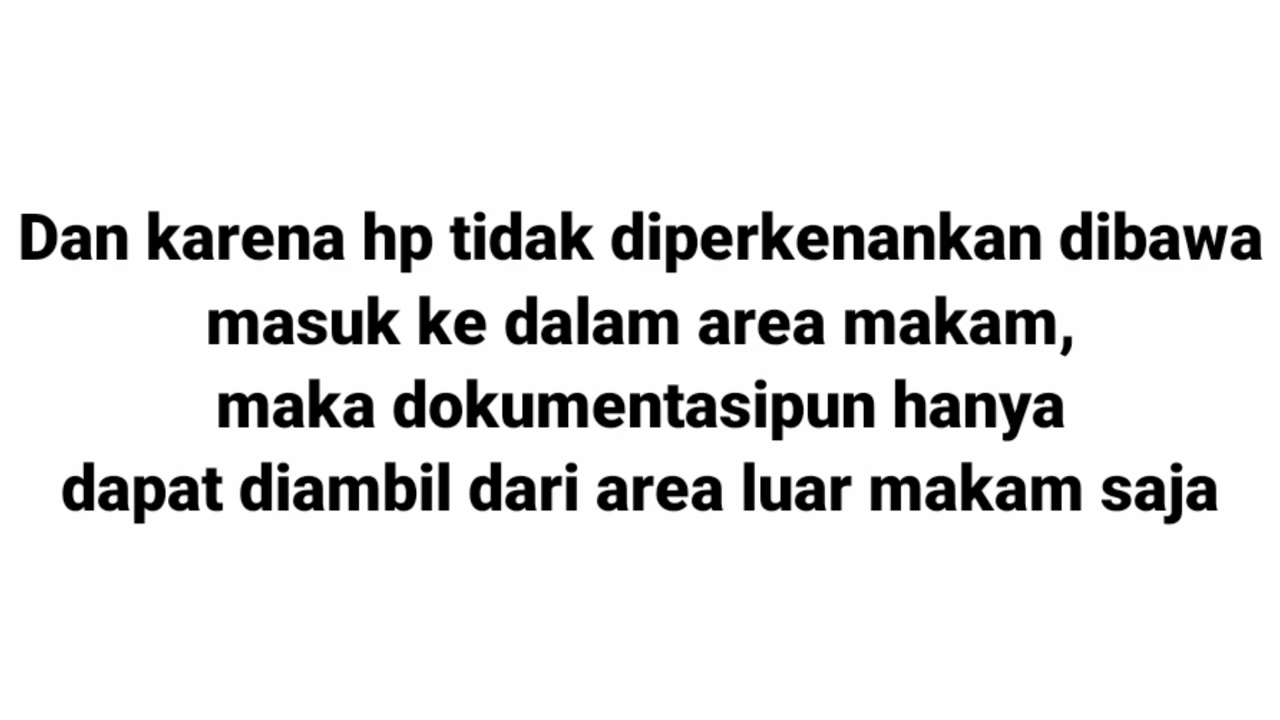 Dan karena hp tidak diperkenankan dibawa
masuk ke dalam area makam,
maka dokumentasipun hanya
dapat diambil dari area luar makam saja